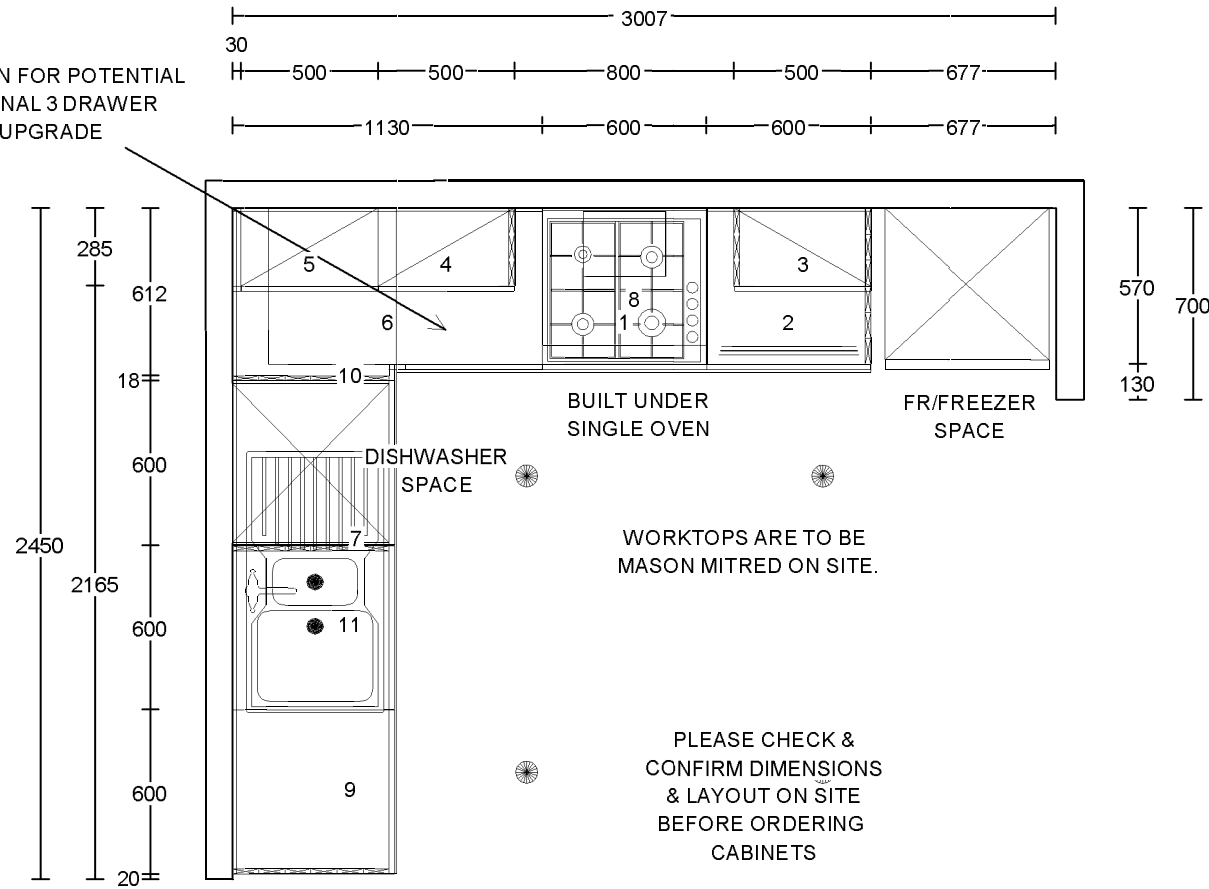 3007
30
500 500 800 500 677
1130 600 600 677
N FOR POTENTIAL
NAL 3 DRAWER
UPGRADE
285
612
18
600
2450
2165
600
600
20
570
700
130
5
4
3
6
8
1
2
10
7
11
9
BUILT UNDER
SINGLE OVEN
FR/FREEZER
SPACE
DISHWASHER
SPACE
WORKTOPS ARE TO BE
MASON MITRED ON SITE.
PLEASE CHECK &
CONFIRM DIMENSIONS
& LAYOUT ON SITE
BEFORE ORDERING
CABINETS